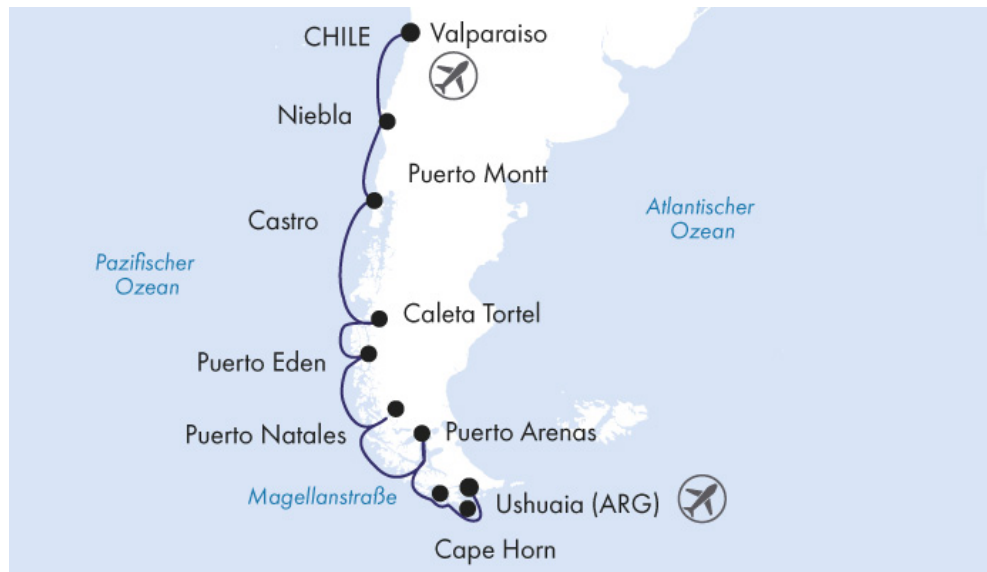 CHILE
Valparaiso
Niebla
Puerto Montt
Castro
Atlantischer
Ozean
Pazifischer
Ozean
Caleta Tortel
Puerto Eden
Puerto Natales
Puerto Arenas
Magellanstraße
Ushuaia (ARG)
Cape Horn